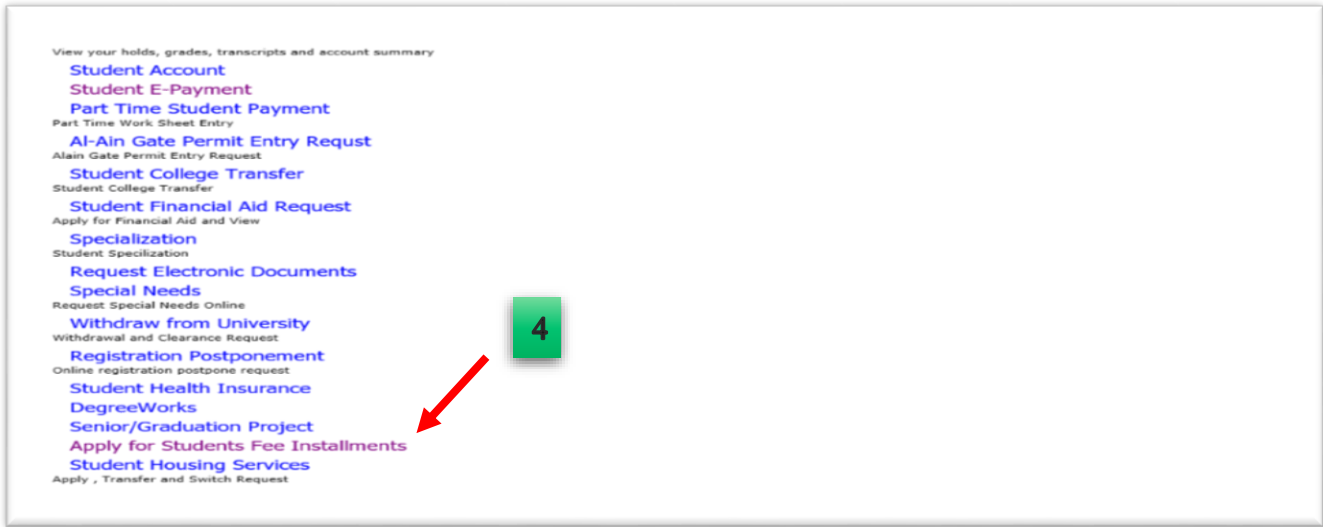 View your holds, grades, transcripts and account summary
Student Account
Student E-Payment
Part Time Student Payment
Part Time Work Sheet Entry
Al-Ain Gate Permit Entry Requst
Alain Gate Permit Entry Request
Student College Transfer
Student College Transfer
Student Financial Aid Request
Apply for Financial Aid and View
Specialization
Student Specilization
Request Electronic Documents
Special Needs
Request Special Needs Online
Withdraw from University
Withdrawal and Clearance Request
Registration Postponement
Online registration postpone request
Student Health Insurance
DegreeWorks
Senior/Graduation Project
Apply for Students Fee Installments
Student Housing Services
Apply , Transfer and Switch Request
4